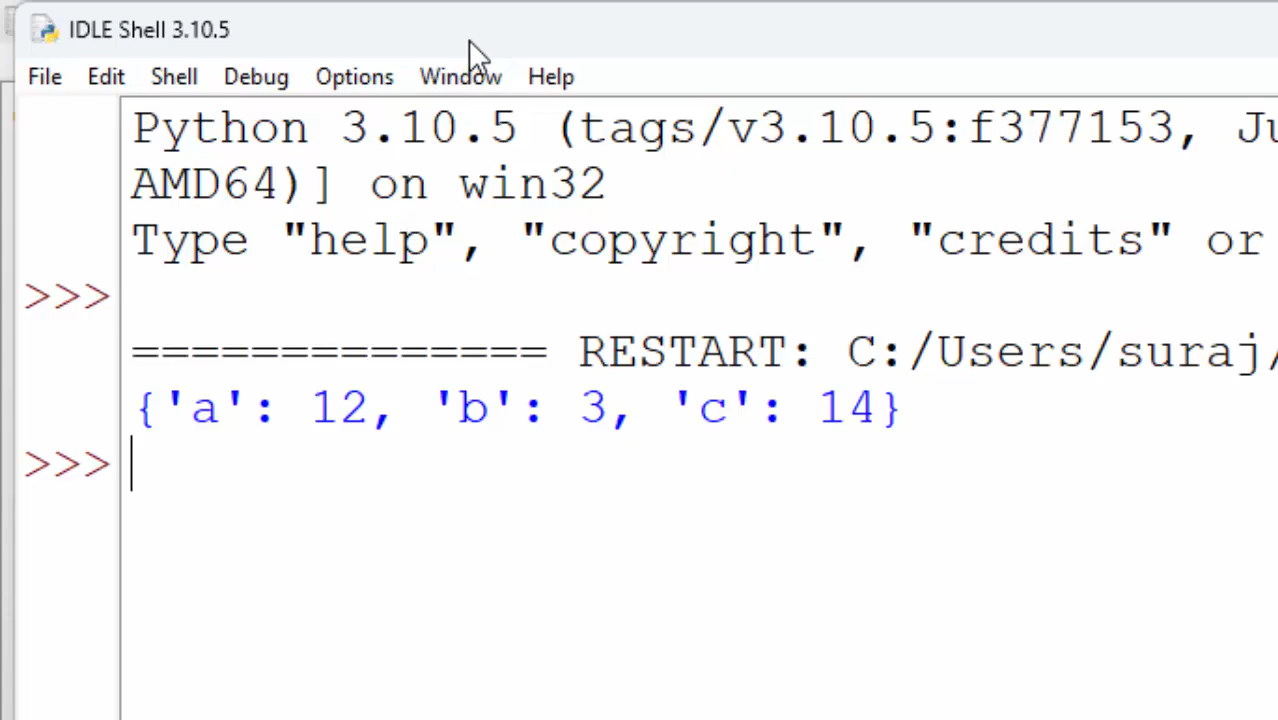 IDLE Shell 3.10.5
File Edit Shell Debug Options Window Help
Python 3.10.5 (tags/v3.10.5:f377153,
AMD64)] on win32
Type "help", "copyright", "credits" or
>>>
============== RESTART: C:/Users/suraj/
{'a': 12, 'b': 3, 'c': 14}
>>>